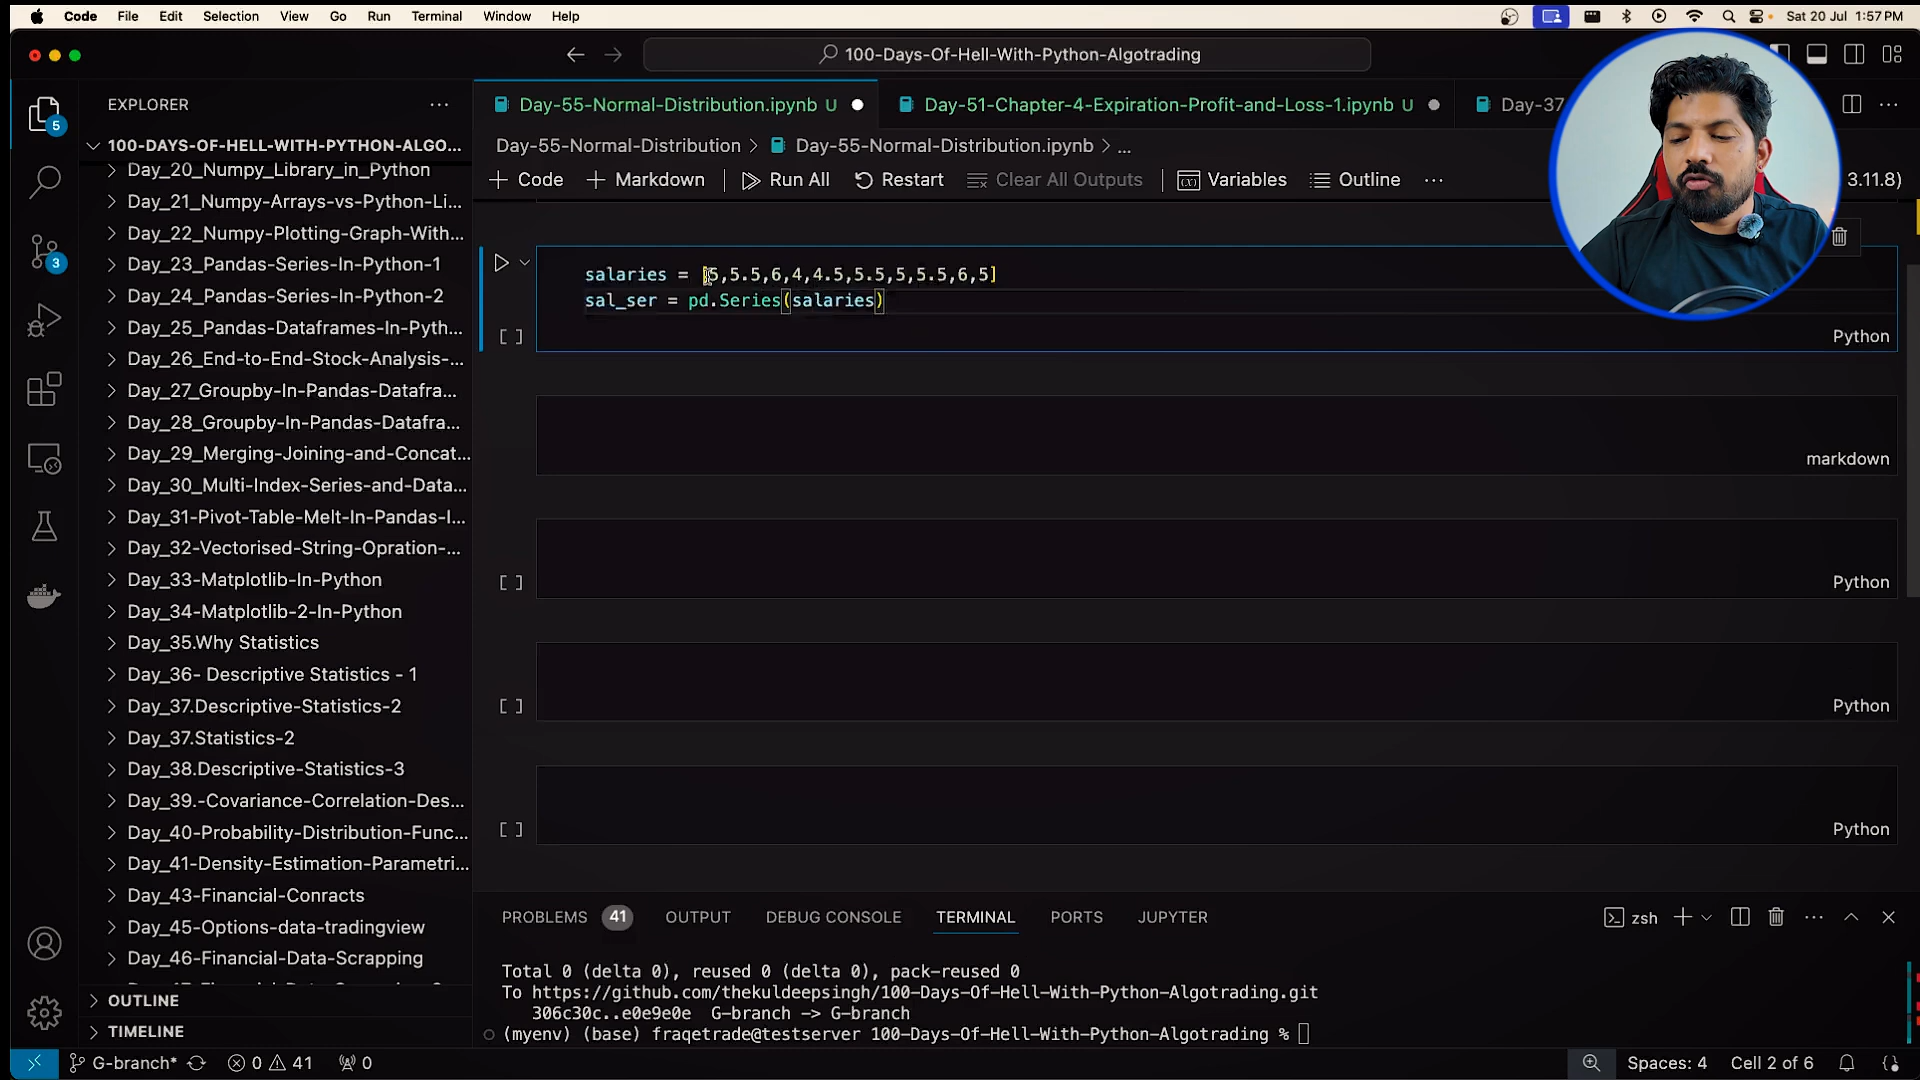 Code File Edit Selection View Go Run Terminal Window Help Sat 20 Jul 1:57 PM
100-Days-Of-Hell-With-Python-Algotrading
EXPLORER
Day-55-Normal-Distribution.ipynb U
Day-51-Chapter-4-Expiration-Profit-and-Loss-1.ipynb U
Day-37
100-DAYS-OF-HELL-WITH-PYTHON-ALGO...
Day-55-Normal-Distribution > Day-55-Normal-Distribution.ipynb > ...
Code Markdown Run All Restart Clear All Outputs Variables Outline ... 3.11.8)
Day_20_Numpy_Library_in_Python
Day_21_Numpy-Arrays-vs-Python-Li...
Day_22_Numpy-Plotting-Graph-With...
Day_23_Pandas-Series-In-Python-1
Day_24_Pandas-Series-In-Python-2
Day_25_Pandas-Dataframes-In-Pyth...
Day_26_End-to-End-Stock-Analysis-...
Day_27_Groupby-In-Pandas-Datafra...
Day_28_Groupby-In-Pandas-Datafra...
Day_29_Merging-Joining-and-Concat...
Day_30_Multi-Index-Series-and-Data...
Day_31-Pivot-Table-Melt-In-Pandas-I...
Day_32-Vectorised-String-Opration-...
Day_33-Matplotlib-In-Python
Day_34-Matplotlib-2-In-Python
Day_35.Why Statistics
Day_36- Descriptive Statistics - 1
Day_37.Descriptive-Statistics-2
Day_37.Statistics-2
Day_38.Descriptive-Statistics-3
Day_39.-Covariance-Correlation-Des...
Day_40-Probability-Distribution-Func...
Day_41-Density-Estimation-Parametri...
Day_43-Financial-Conracts
Day_45-Options-data-tradingview
Day_46-Financial-Data-Scrapping
OUTLINE
TIMELINE
5
3
salaries = [5,5.5,6,4,4.5,5.5,5,5.5,6,5]
sal_ser = pd.Series(salaries)
[ ] Python
markdown
[ ] Python
[ ] Python
[ ] Python
PROBLEMS 41 OUTPUT DEBUG CONSOLE TERMINAL PORTS JUPYTER zsh
Total 0 (delta 0), reused 0 (delta 0), pack-reused 0
To https://github.com/thekuldeepsingh/100-Days-Of-Hell-With-Python-Algotrading.git
306c30c..e0e9e0e G-branch -> G-branch
(myenv) (base) fraqetrade@testserver 100-Days-Of-Hell-With-Python-Algotrading %
G-branch* 0 41 0 Spaces: 4 Cell 2 of 6